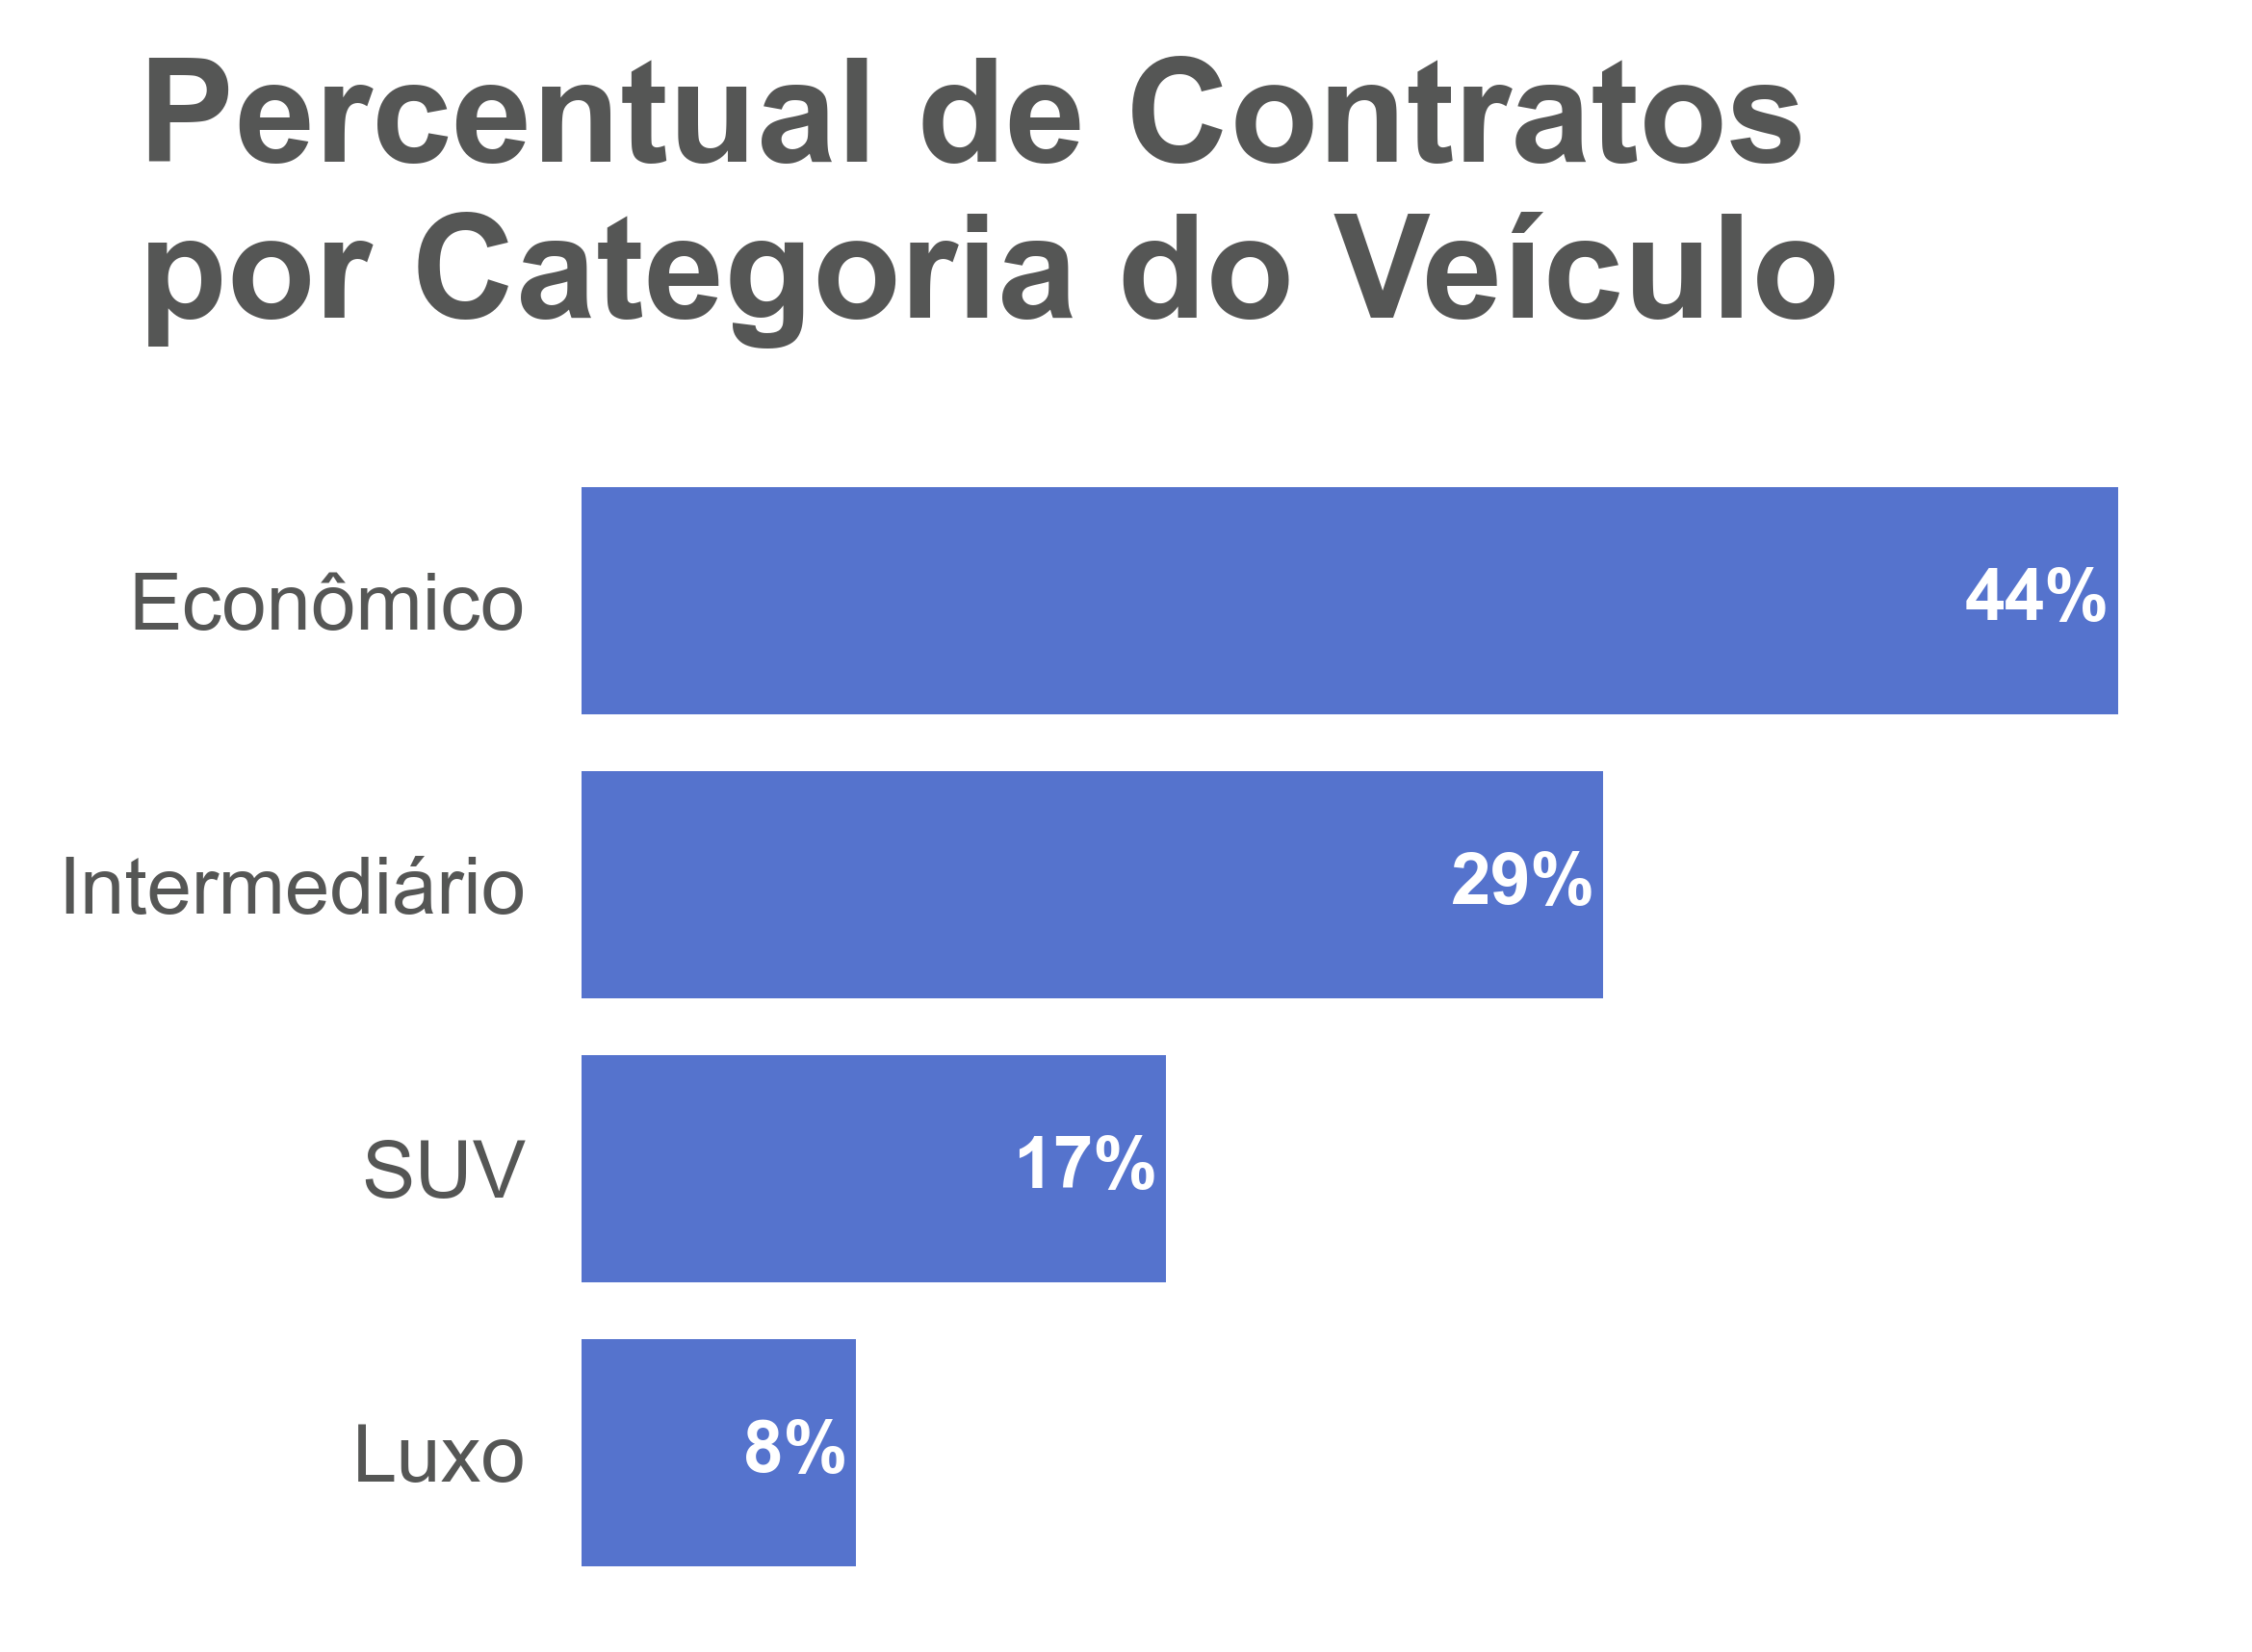 Percentual de Contratos
por Categoria do Veículo
Econômico 44%
Intermediário 29%
SUV 17%
Luxo 8%